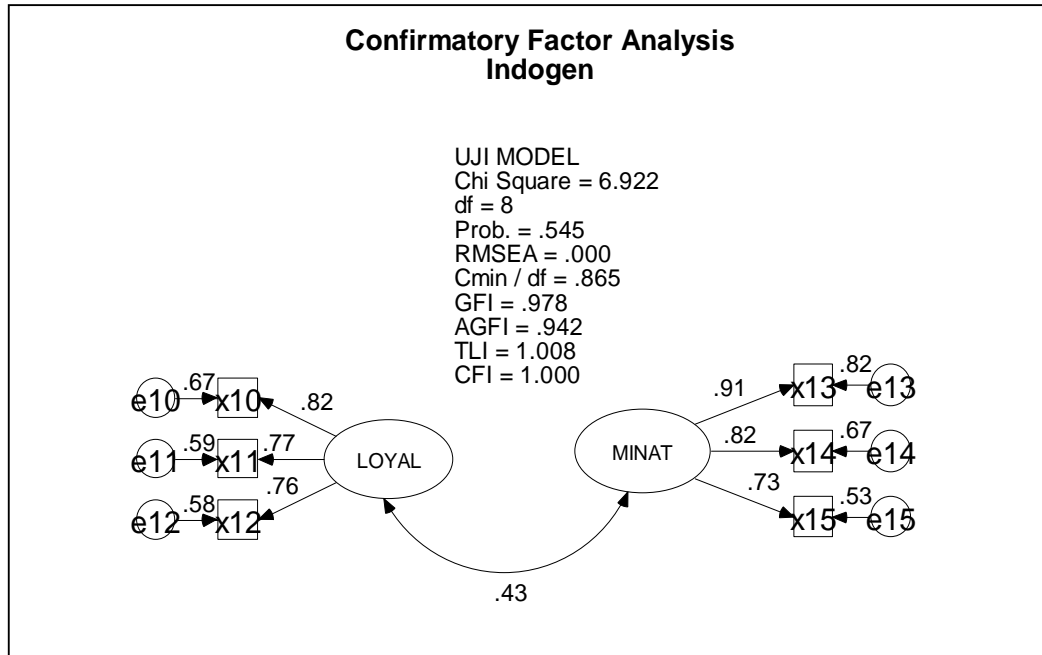 Confirmatory Factor Analysis
Indogen
UJI MODEL
Chi Square = 6.922
df = 8
Prob. = .545
RMSEA = .000
Cmin / df = .865
GFI = .978
AGFI = .942
TLI = 1.008
CFI = 1.000
e10 .67 x10 .82
e11 .59 x11 .77
e12 .58 x12 .76
LOYAL
MINAT
.91 x13 .82 e13
.82 x14 .67 e14
.73 x15 .53 e15
.43